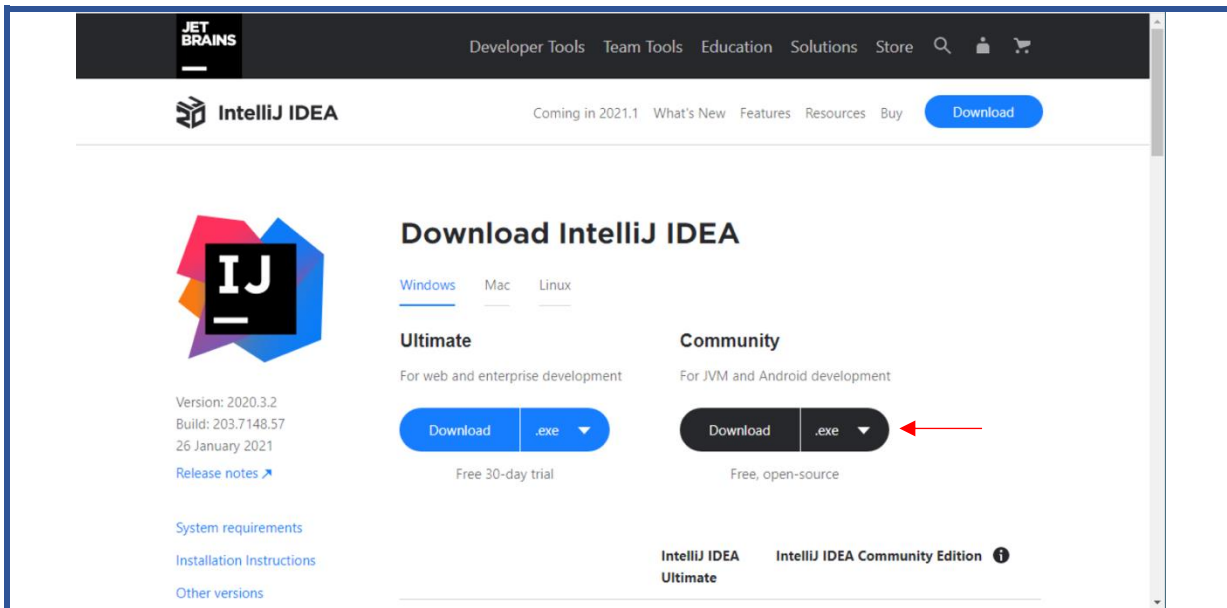 JET
BRAINS
Developer Tools Team Tools Education Solutions Store
IntelliJ IDEA
Coming in 2021.1 What's New Features Resources Buy Download
IJ
Download IntelliJ IDEA
Windows Mac Linux
Ultimate Community
For web and enterprise development For JVM and Android development
Version: 2020.3.2
Build: 203.7148.57
26 January 2021
Release notes ↗
Download .exe Download .exe
Free 30-day trial Free, open-source
System requirements
Installation Instructions
Other versions
IntelliJ IDEA
Ultimate
IntelliJ IDEA Community Edition